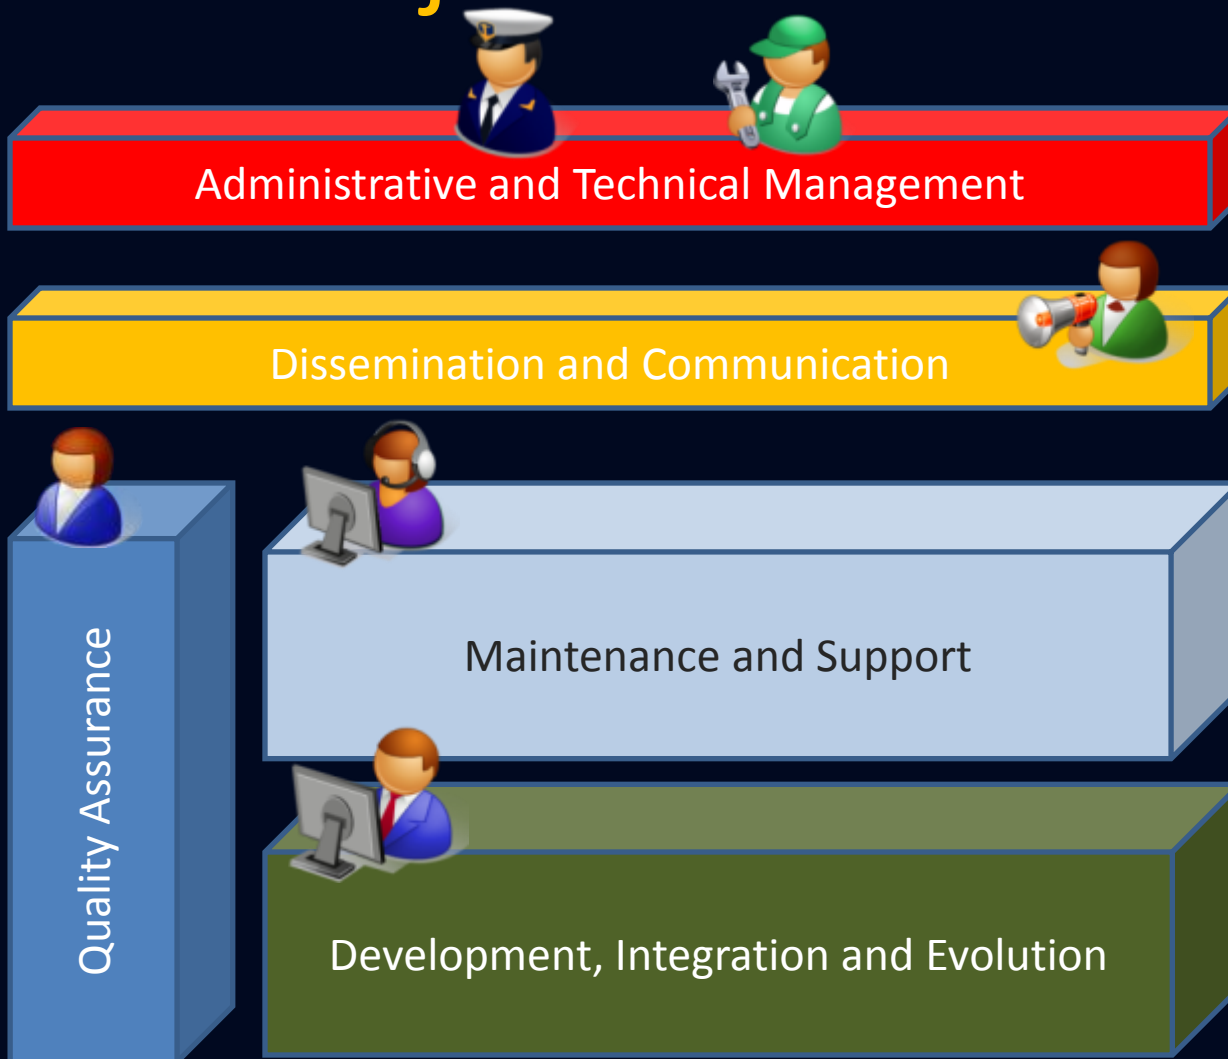 Administrative and Technical Management
Dissemination and Communication
Quality Assurance
Maintenance and Support
Development, Integration and Evolution